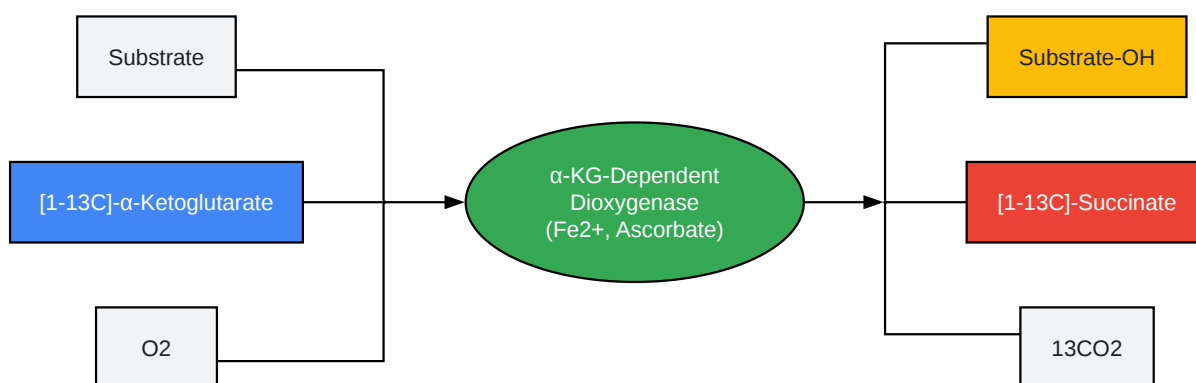 Substrate
[1-13C]-α-Ketoglutarate
O2
α-KG-Dependent
Dioxygenase
(Fe2+, Ascorbate)
Substrate-OH
[1-13C]-Succinate
13CO2